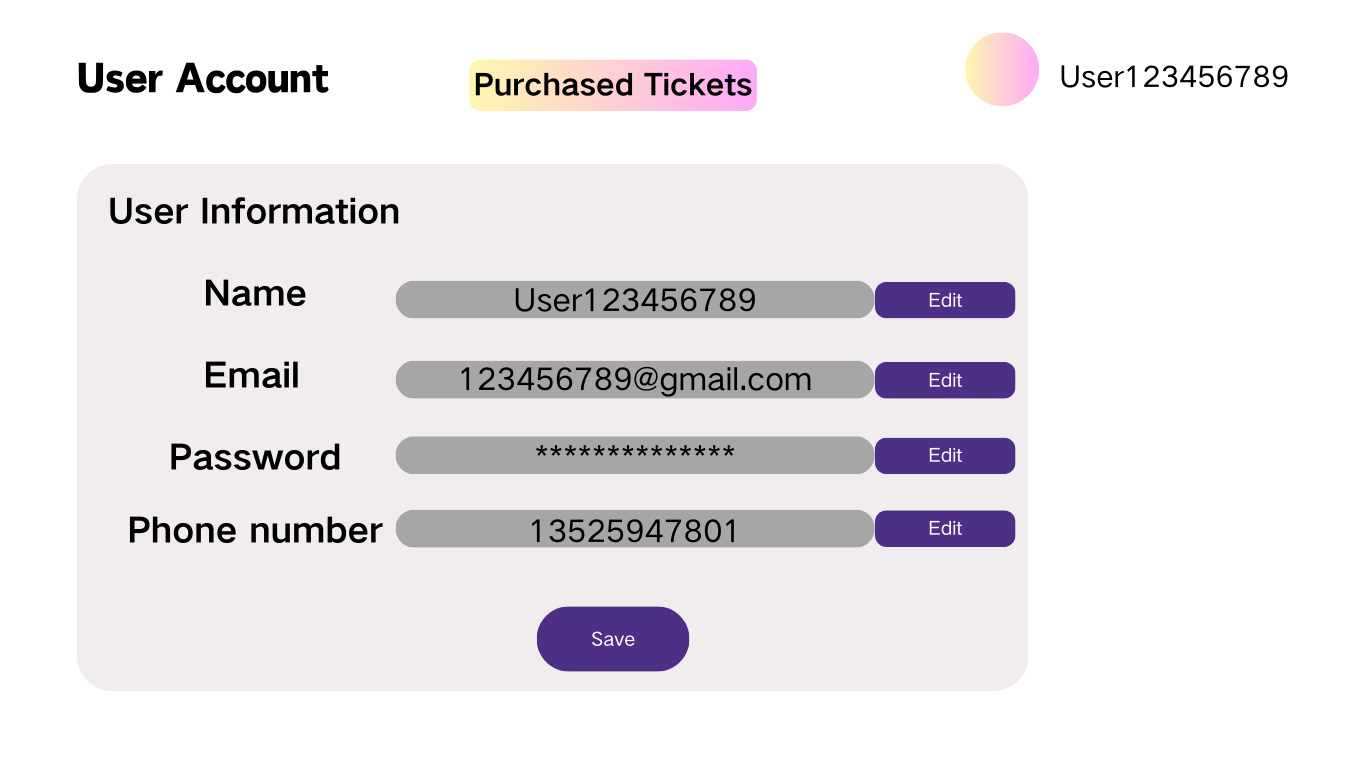 User Account
Purchased Tickets
User123456789
User Information
Name
User123456789
Edit
Email
123456789@gmail.com
Edit
Password
**************
Edit
Phone number
13525947801
Edit
Save